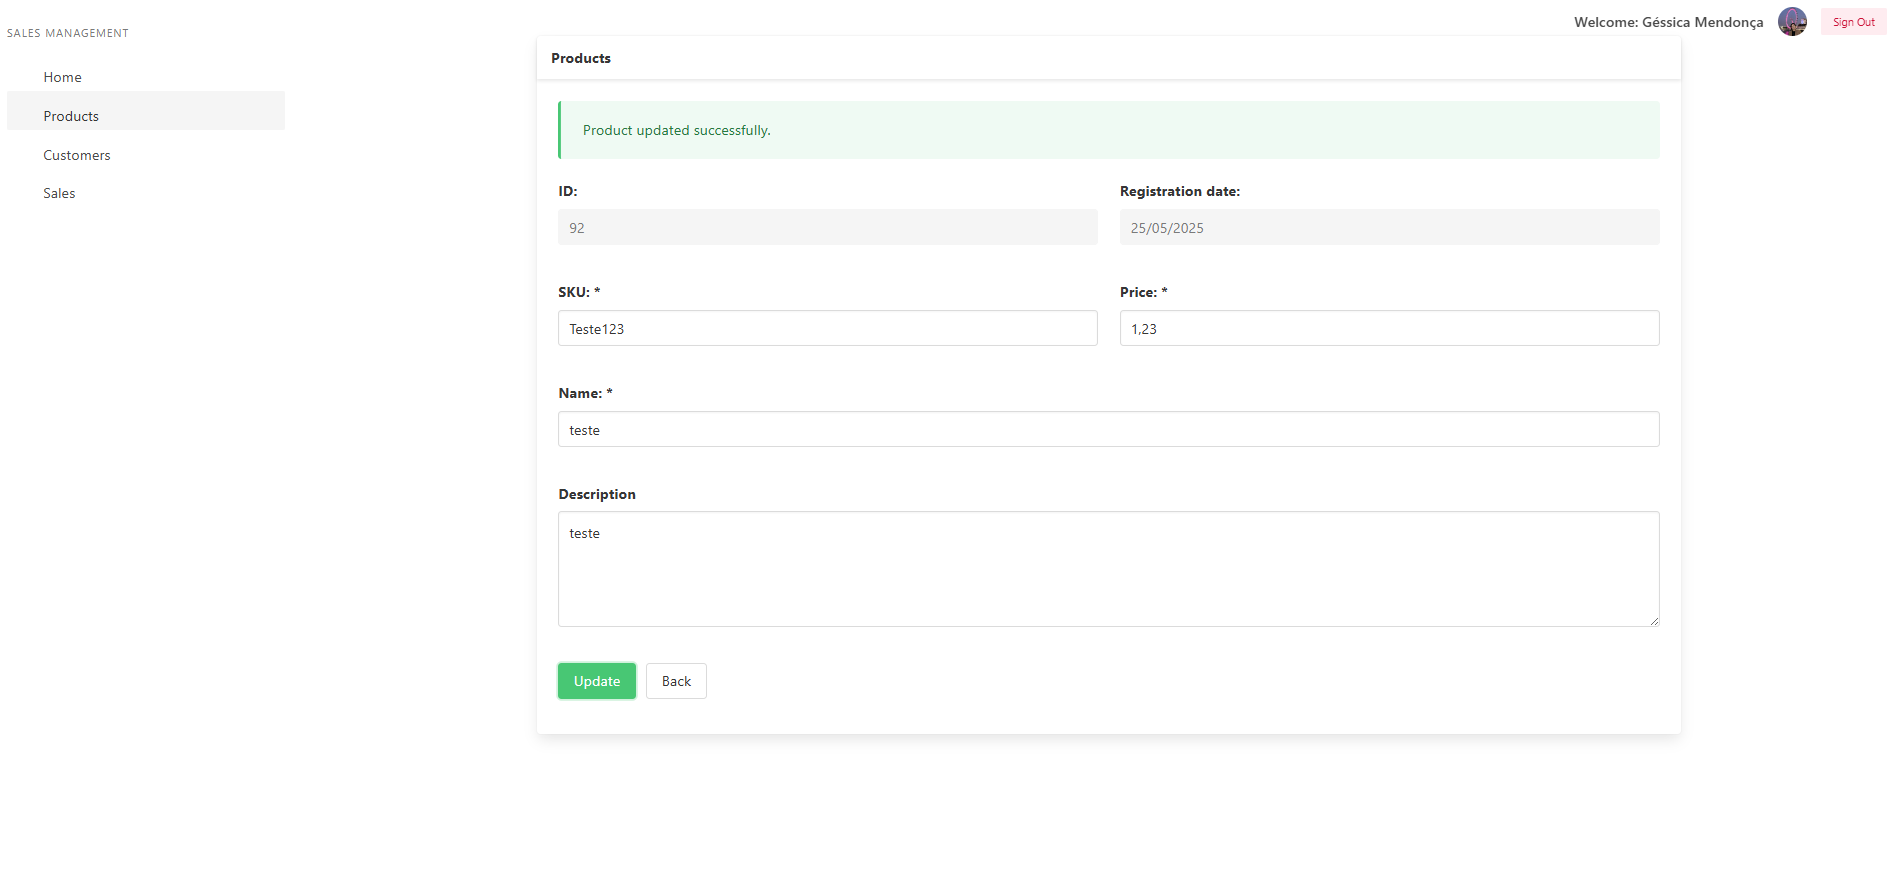 Welcome: Géssica Mendonça
Sign Out
SALES MANAGEMENT
Home
Products
Customers
Sales
Products
Product updated successfully.
ID:
92
Registration date:
25/05/2025
SKU: *
Teste123
Price: *
1,23
Name: *
teste
Description
teste
Update
Back